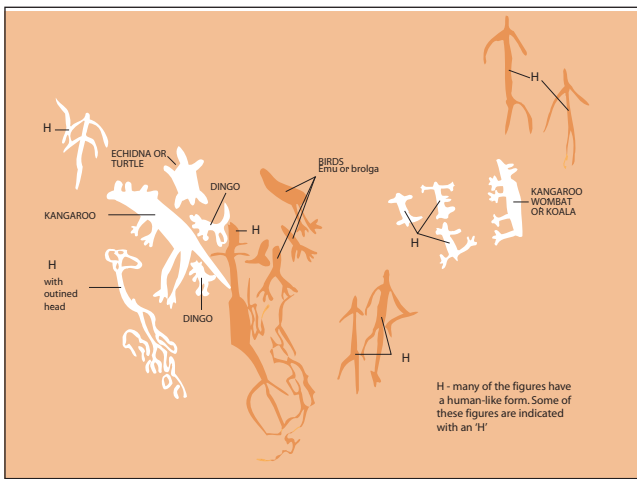 H
H
ECHIDNA OR
TURTLE
BIRDS
Emu or brolga
DINGO
KANGAROO
WOMBAT
OR KOALA
KANGAROO
H
H
H
with
outined
head
DINGO
H
H - many of the figures have
a human-like form. Some of
these figures are indicated
with an 'H'